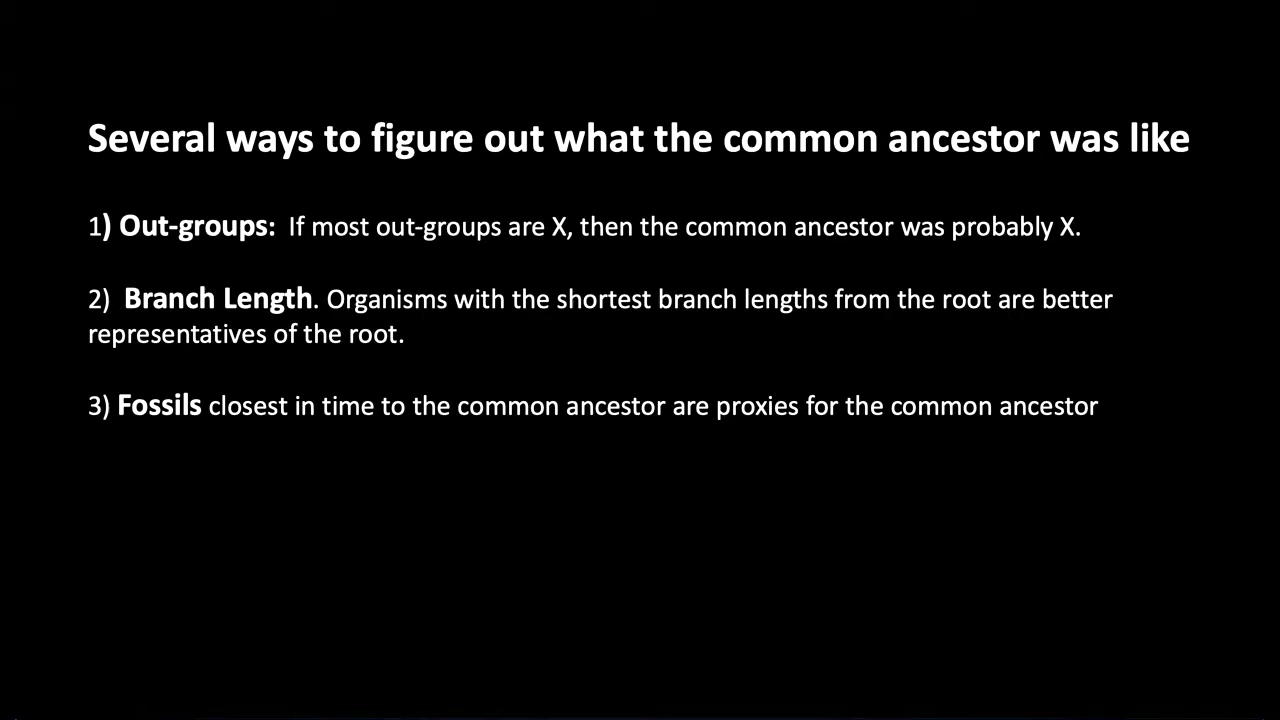 Several ways to figure out what the common ancestor was like
1) Out-groups: If most out-groups are X, then the common ancestor was probably X.
2) Branch Length. Organisms with the shortest branch lengths from the root are better
representatives of the root.
3) Fossils closest in time to the common ancestor are proxies for the common ancestor